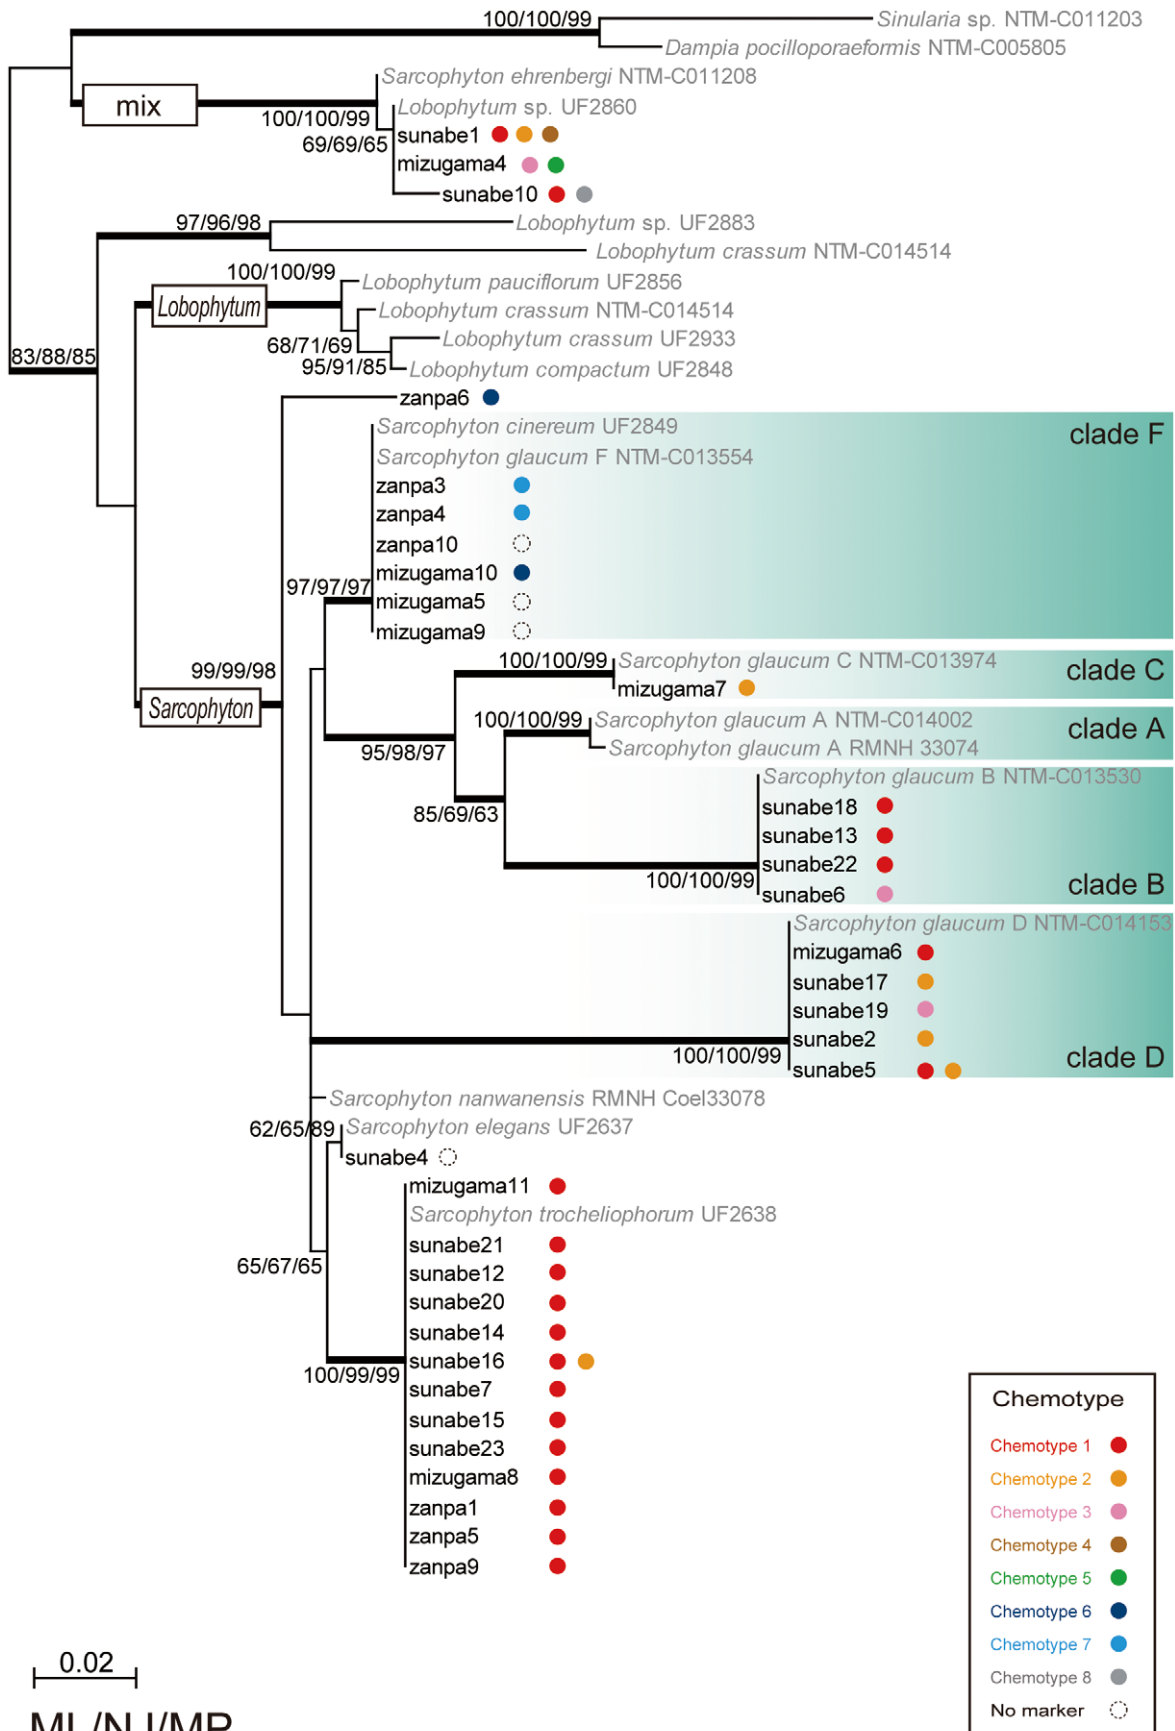 100/100/99
Sinularia sp. NTM-C011203
Dampia pocilloporaeformis NTM-C005805
Sarcophyton ehrenbergi NTM-C011208
mix
Lobophytum sp. UF2860
100/100/99
sunabe1
69/69/65
mizugama4
sunabe10
97/96/98
Lobophytum sp. UF2883
Lobophytum crassum NTM-C014514
100/100/99
Lobophytum pauciflorum UF2856
Lobophytum
Lobophytum crassum NTM-C014514
68/71/69
Lobophytum crassum UF2933
83/88/85
95/91/85
Lobophytum compactum UF2848
zanpa6
Sarcophyton cinereum UF2849
clade F
Sarcophyton glaucum F NTM-C013554
zanpa3
zanpa4
zanpa10
mizugama10
97/97/97
mizugama5
mizugama9
100/100/99
Sarcophyton glaucum C NTM-C013974
clade C
99/99/98
mizugama7
Sarcophyton
100/100/99
Sarcophyton glaucum A NTM-C014002
clade A
95/98/97
Sarcophyton glaucum A RMNH 33074
Sarcophyton glaucum B NTM-C013530
sunabe18
85/69/63
sunabe13
sunabe22
100/100/99
clade B
sunabe6
Sarcophyton glaucum D NTM-C014153
mizugama6
sunabe17
sunabe19
sunabe2
100/100/99
clade D
sunabe5
Sarcophyton nanwanensis RMNH Coel33078
62/65/89
Sarcophyton elegans UF2637
sunabe4
mizugama11
Sarcophyton trocheliophorum UF2638
sunabe21
65/67/65
sunabe12
sunabe20
sunabe14
sunabe16
100/99/99
sunabe7
sunabe15
sunabe23
mizugama8
zanpa1
zanpa5
zanpa9
Chemotype
Chemotype 1
Chemotype 2
Chemotype 3
Chemotype 4
Chemotype 5
Chemotype 6
Chemotype 7
Chemotype 8
No marker
0.02
ML/NJ/MP